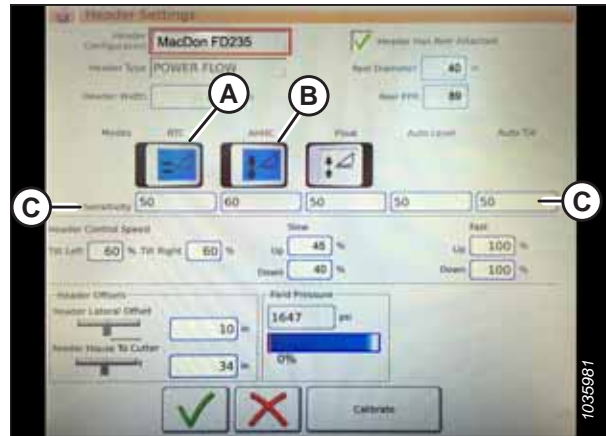 Header Settings
Header Configuration MacDon FD235 Header Has Reel Attached
Header Type POWER FLOW Reel Diameter 40 in
Header Width Reel PPR 89
A B
Modes RTC AHHC Float Auto Level Auto Tilt
C Sensitivity 50 60 50 50 50 C
Header Control Speed Slow Fast
Tilt Left 60 % Tilt Right 60 % Up 45 % Up 100 %
Down 40 % Down 100 %
Header Offsets Field Pressure
Header Lateral Offset 1647 psi
10 in
Feeder House To Cutter 0%
34 in
Calibrate
1035981